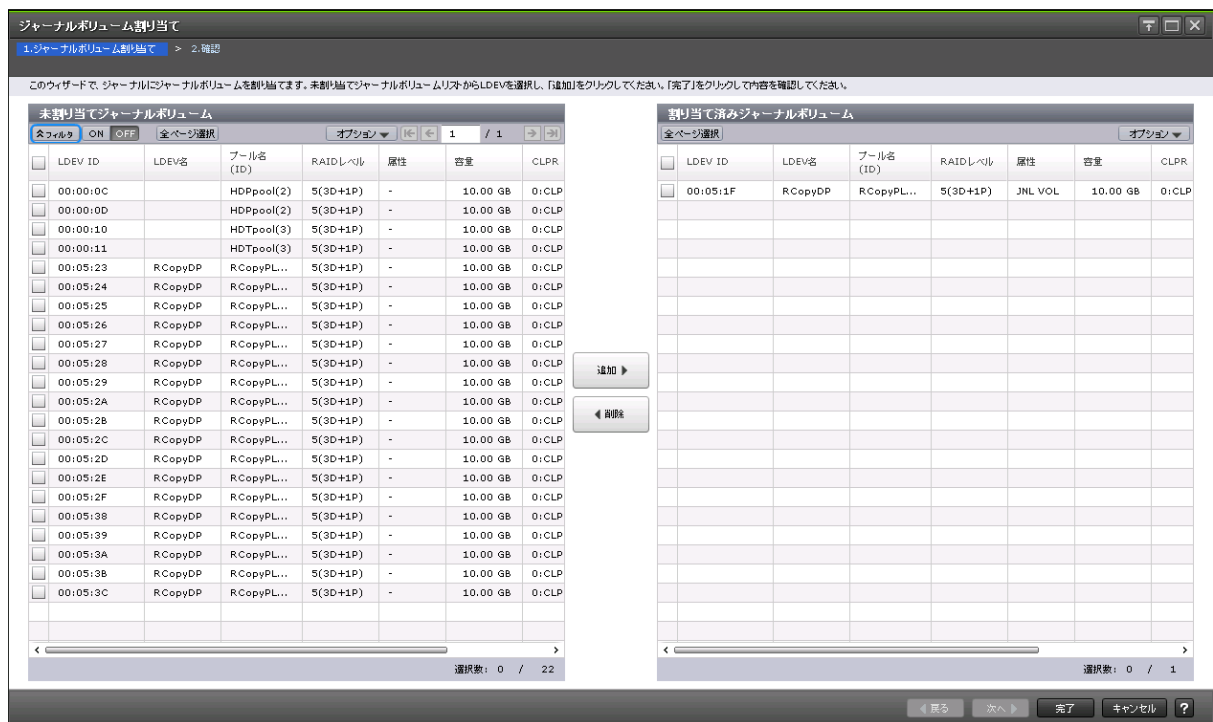 ジャーナルボリューム割り当て
1.ジャーナルボリューム割り当て > 2.確認
このウィザードで、ジャーナルにジャーナルボリュームを割り当てます。未割り当てジャーナルボリュームリストからLDEVを選択し、「追加」をクリックしてください。「完了」をクリックして内容を確認してください。
未割り当てジャーナルボリューム
フィルタ ON OFF 全ページ選択 オプション 1 / 1
LDEV ID LDEV名 プール名 (ID) RAIDレベル 属性 容量 CLPR
00:00:0C HDPpool(2) 5(3D+1P) - 10.00 GB 0:CLP
00:00:0D HDPpool(2) 5(3D+1P) - 10.00 GB 0:CLP
00:00:10 HDTpool(3) 5(3D+1P) - 10.00 GB 0:CLP
00:00:11 HDTpool(3) 5(3D+1P) - 10.00 GB 0:CLP
00:05:23 RCopyDP RCopyPL... 5(3D+1P) - 10.00 GB 0:CLP
00:05:24 RCopyDP RCopyPL... 5(3D+1P) - 10.00 GB 0:CLP
00:05:25 RCopyDP RCopyPL... 5(3D+1P) - 10.00 GB 0:CLP
00:05:26 RCopyDP RCopyPL... 5(3D+1P) - 10.00 GB 0:CLP
00:05:27 RCopyDP RCopyPL... 5(3D+1P) - 10.00 GB 0:CLP
00:05:28 RCopyDP RCopyPL... 5(3D+1P) - 10.00 GB 0:CLP
00:05:29 RCopyDP RCopyPL... 5(3D+1P) - 10.00 GB 0:CLP
00:05:2A RCopyDP RCopyPL... 5(3D+1P) - 10.00 GB 0:CLP
00:05:2B RCopyDP RCopyPL... 5(3D+1P) - 10.00 GB 0:CLP
00:05:2C RCopyDP RCopyPL... 5(3D+1P) - 10.00 GB 0:CLP
00:05:2D RCopyDP RCopyPL... 5(3D+1P) - 10.00 GB 0:CLP
00:05:2E RCopyDP RCopyPL... 5(3D+1P) - 10.00 GB 0:CLP
00:05:2F RCopyDP RCopyPL... 5(3D+1P) - 10.00 GB 0:CLP
00:05:38 RCopyDP RCopyPL... 5(3D+1P) - 10.00 GB 0:CLP
00:05:39 RCopyDP RCopyPL... 5(3D+1P) - 10.00 GB 0:CLP
00:05:3A RCopyDP RCopyPL... 5(3D+1P) - 10.00 GB 0:CLP
00:05:3B RCopyDP RCopyPL... 5(3D+1P) - 10.00 GB 0:CLP
00:05:3C RCopyDP RCopyPL... 5(3D+1P) - 10.00 GB 0:CLP
選択数: 0 / 22
追加
削除
割り当て済みジャーナルボリューム
全ページ選択 オプション
LDEV ID LDEV名 プール名 (ID) RAIDレベル 属性 容量 CLPR
00:05:1F RCopyDP RCopyPL... 5(3D+1P) JNL VOL 10.00 GB 0:CLP
選択数: 0 / 1
戻る 次へ 完了 キャンセル ?